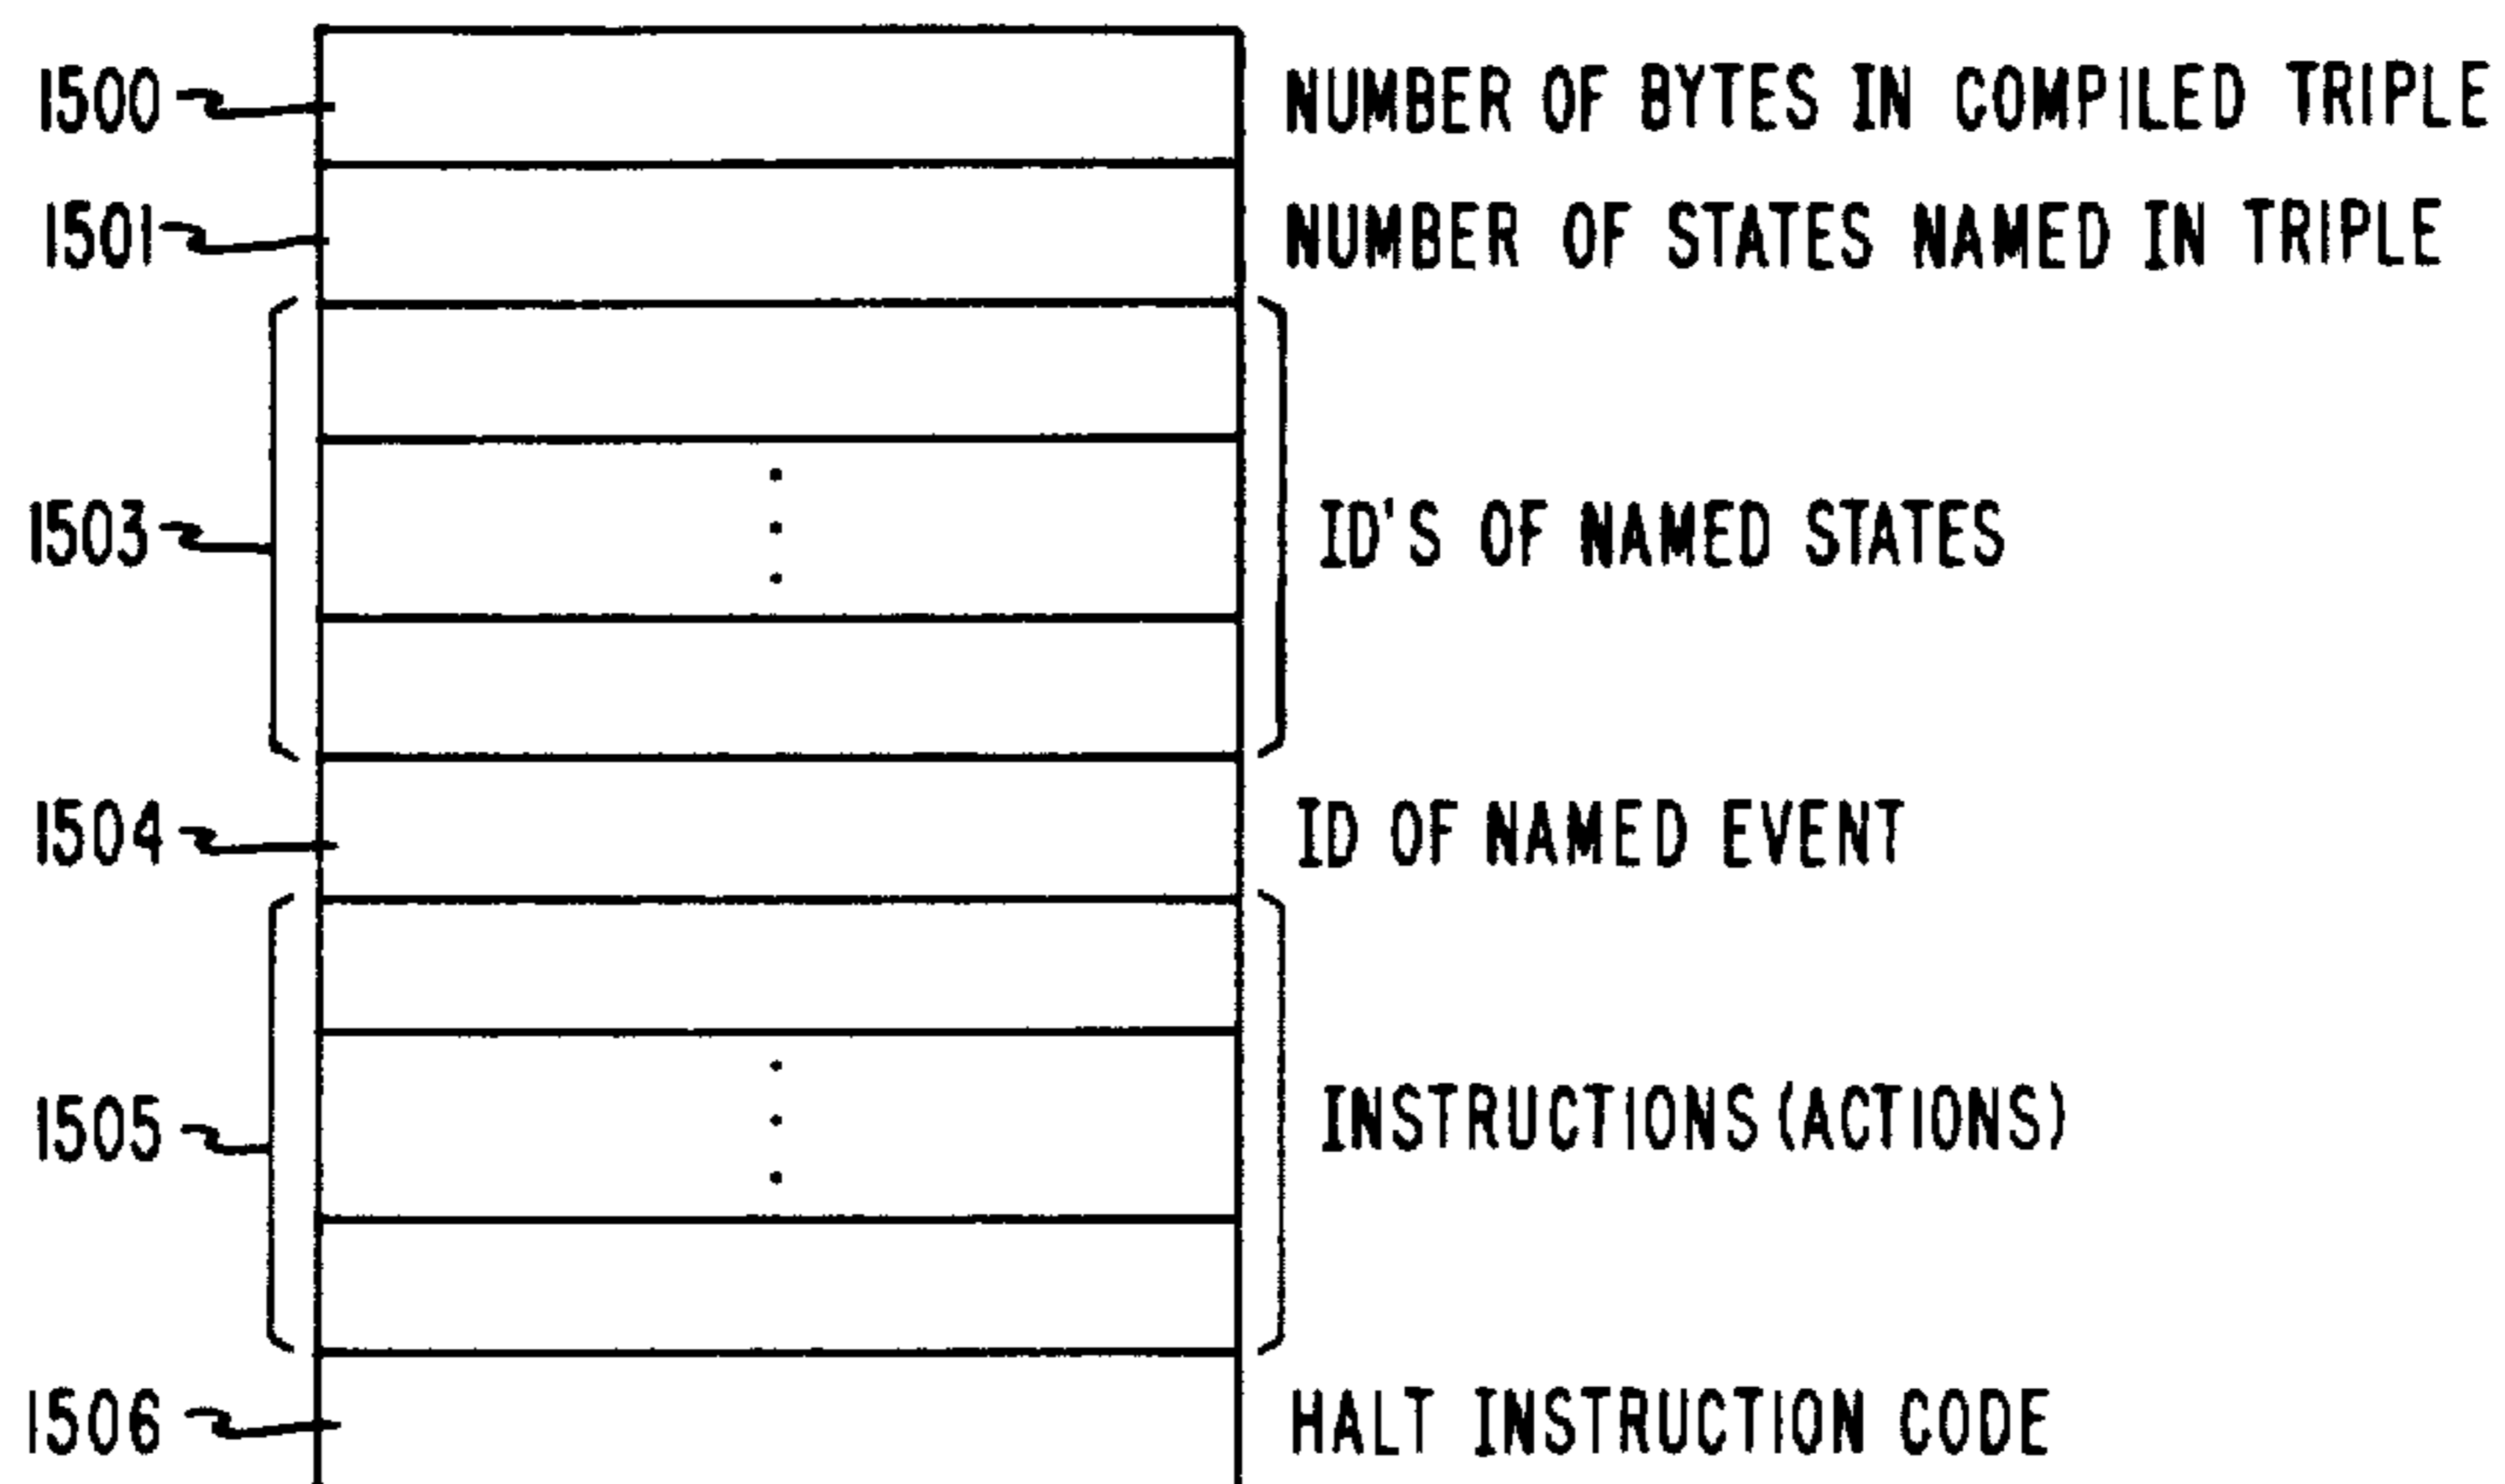 1500 NUMBER OF BYTES IN COMPILED TRIPLE
1501 NUMBER OF STATES NAMED IN TRIPLE
1503 ID'S OF NAMED STATES
1504 ID OF NAMED EVENT
1505 INSTRUCTIONS (ACTIONS)
1506 HALT INSTRUCTION CODE